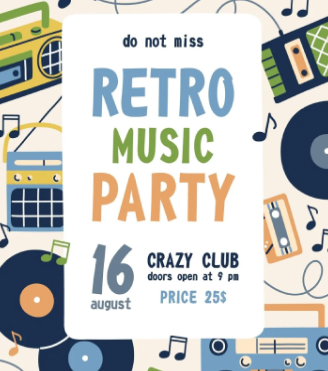 do not miss
RETRO
MUSIC
PARTY
16
august
CRAZY CLUB
doors open at 9 pm
PRICE 25$